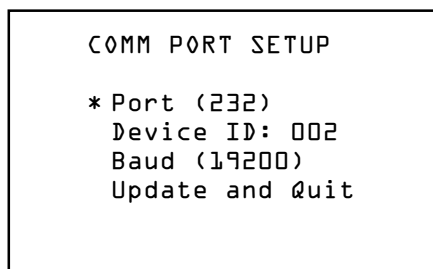 COMM PORT SETUP
* Port (232)
Device ID: 002
Baud (19200)
Update and Quit